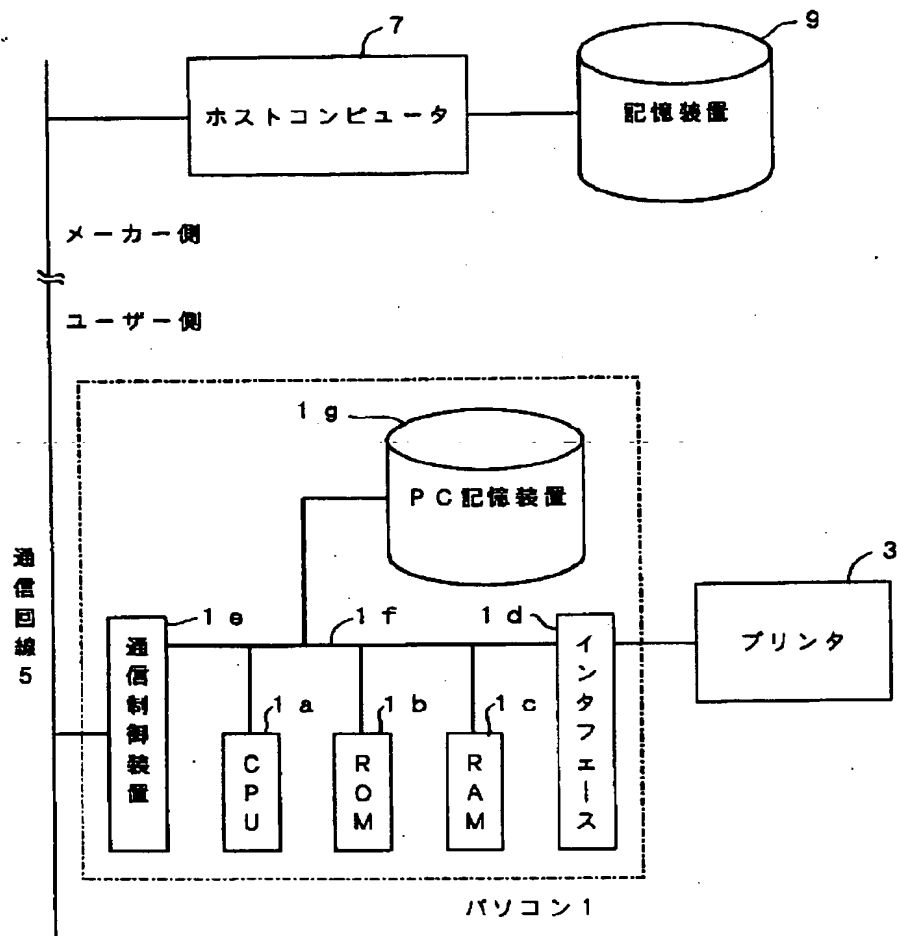 7
9
ホストコンピュータ
記憶装置
メーカー側
ユーザー側
1g
PC記憶装置
通信回線5
3
プリンタ
1e
1f
1d
通信制御装置
インタフェース
1a
1b
1c
CPU
ROM
RAM
パソコン1